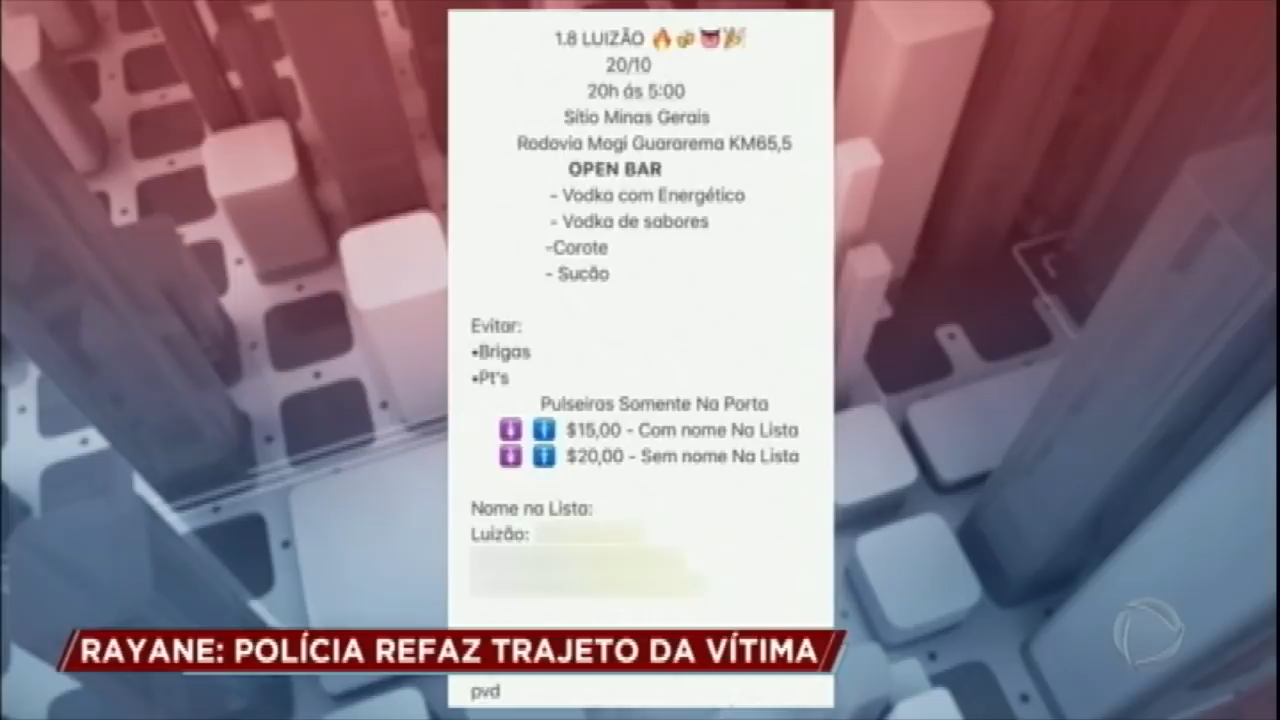 1.8 LUIZÃO 🔥🍻👅🎉
20/10
20h ás 5:00
Sítio Minas Gerais
Rodovia Mogi Guararema KM65,5
OPEN BAR
- Vodka com Energético
- Vodka de sabores
-Corote
- Sucão
Evitar:
•Brigas
•Pt's
Pulseiras Somente Na Porta
🚺 🚹 $15,00 - Com nome Na Lista
🚺 🚹 $20,00 - Sem nome Na Lista
Nome na Lista:
Luizão:
RAYANE: POLÍCIA REFAZ TRAJETO DA VÍTIMA
pvd